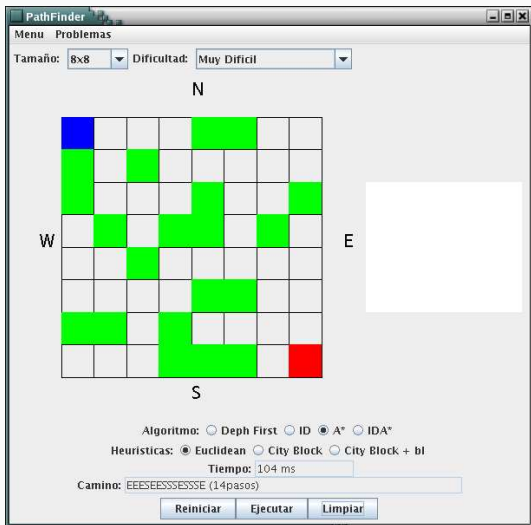 PathFinder
Menu Problemas
Tamaño: 8x8 Dificultad: Muy Dificil
N
W E
S
Algoritmo: Deph First ID A* IDA*
Heuristicas: Euclidean City Block City Block + bl
Tiempo: 104 ms
Camino: EEESEESSSESSSE (14pasos)
Reiniciar Ejecutar Limpiar